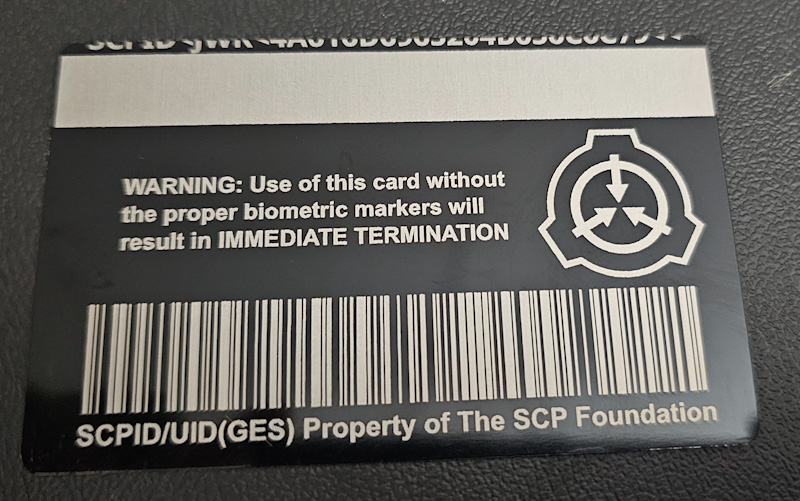 WARNING: Use of this card without
the proper biometric markers will
result in IMMEDIATE TERMINATION
SCPID/UID(GES) Property of The SCP Foundation